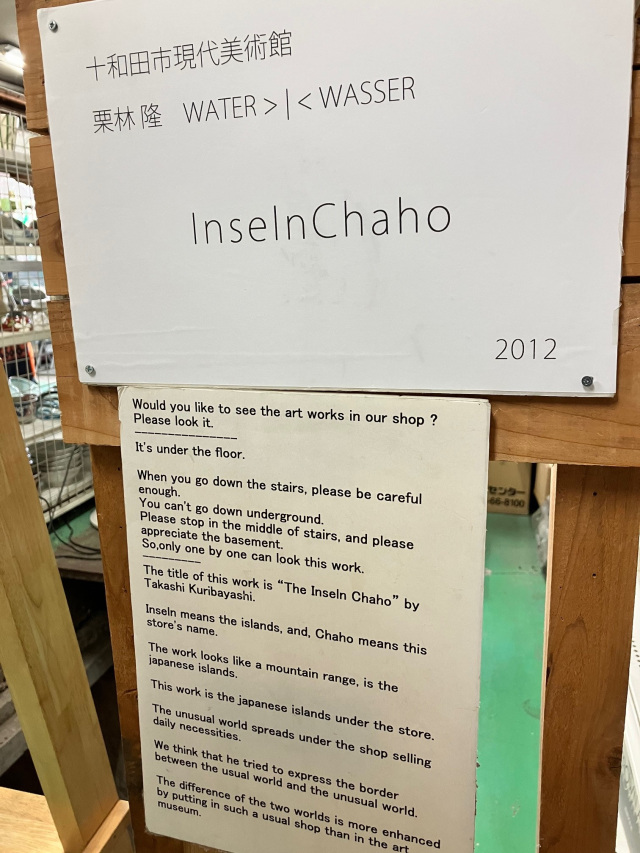 十和田市現代美術館
栗林 隆 WATER > | < WASSER
InselnChaho
2012
Would you like to see the art works in our shop ?
Please look it.
----------------
It's under the floor.
When you go down the stairs, please be careful
enough.
You can't go down underground.
Please stop in the middle of stairs, and please
appreciate the basement.
So,only one by one can look this work.
---------
The title of this work is “The Inseln Chaho” by
Takashi Kuribayashi.
Inseln means the islands, and, Chaho means this
store's name.
The work looks like a mountain range, is the
japanese islands.
This work is the japanese islands under the store.
The unusual world spreads under the shop selling
daily necessities.
We think that he tried to express the border
between the usual world and the unusual world.
The difference of the two worlds is more enhanced
by putting in such a usual shop than in the art
museum.
センター
66-8100